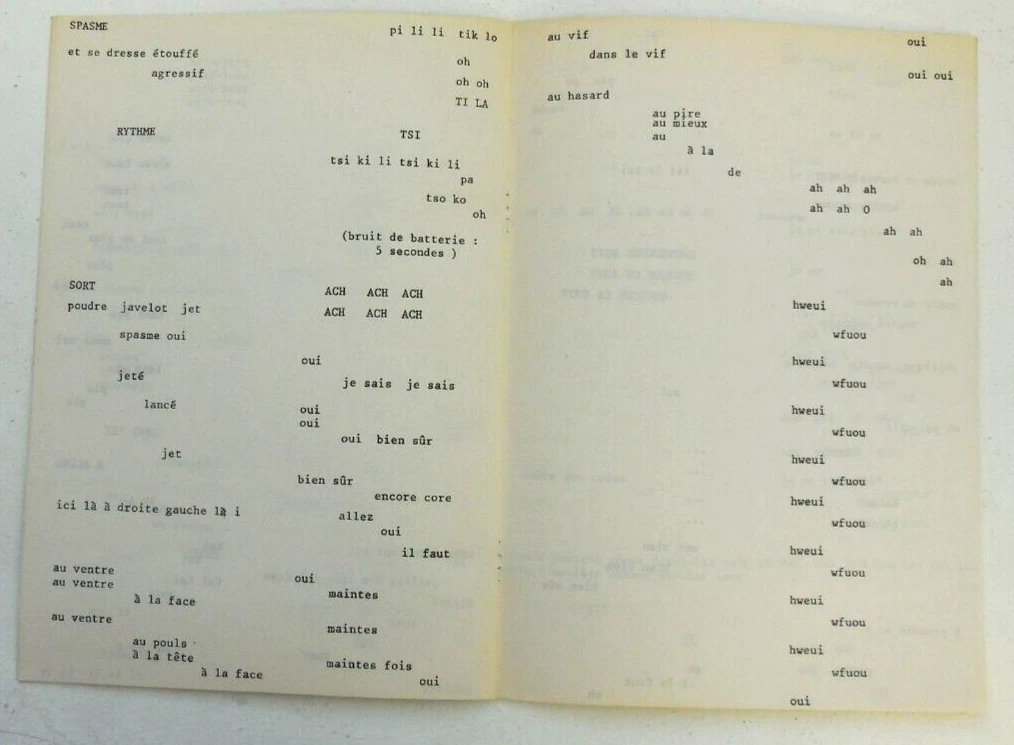 SPASME pi li li tik lo
et se dresse étouffé oh
agressif oh oh
TI LA
RYTHME TSI
tsi ki li tsi ki li
pa
tso ko
oh
(bruit de batterie :
5 secondes )
SORT ACH ACH ACH
poudre javelot jet ACH ACH ACH
spasme oui
oui
jeté je sais je sais
lancé oui
oui
oui bien sûr
jet
bien sûr
encore core
ici là à droite gauche là i allez
oui
il faut
au ventre oui
au ventre maintes
à la face
au ventre maintes
au pouls
à la tête maintes fois
à la face oui
au vif oui
dans le vif
oui oui
au hasard
au pire
au mieux
au
à la
de
ah ah ah
ah ah O
ah ah
oh ah
ah
hweui
wfuou
hweui
wfuou
hweui
wfuou
hweui
wfuou
hweui
wfuou
hweui
wfuou
hweui
wfuou
hweui
wfuou
oui